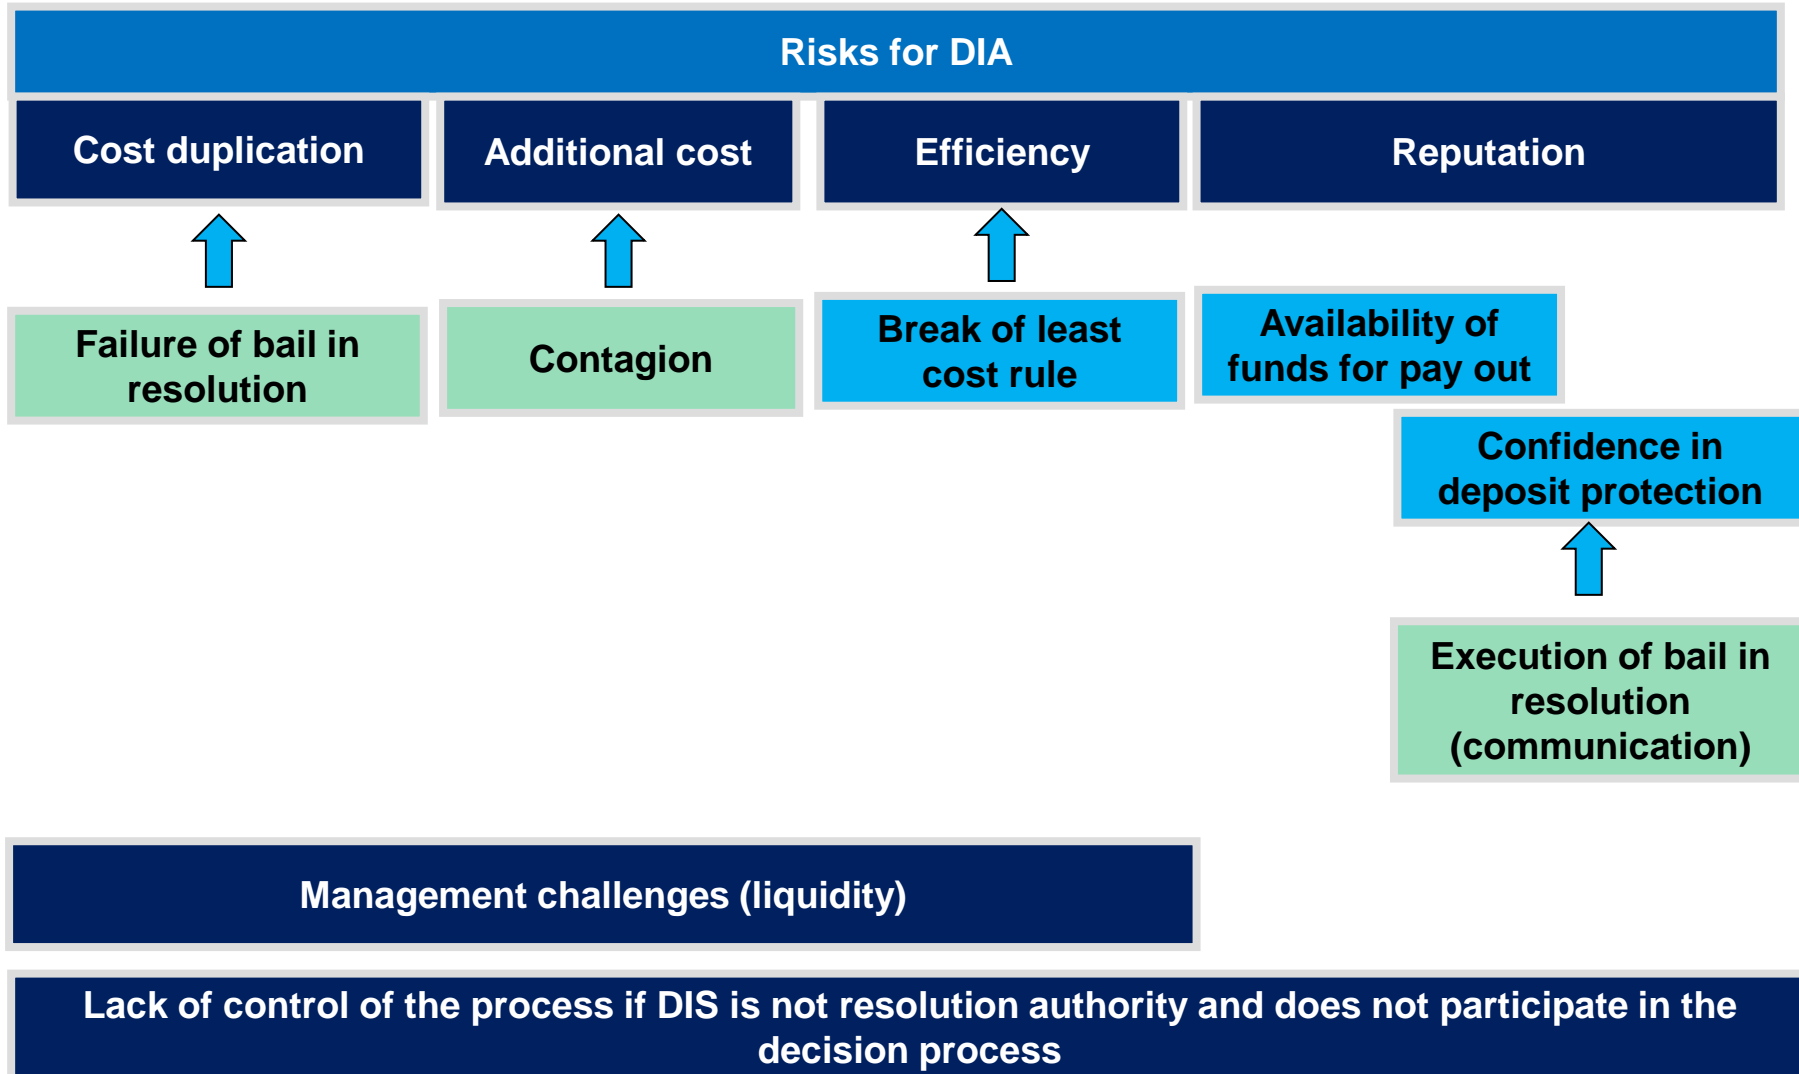 Risks for DIA
Cost duplication
Additional cost
Efficiency
Reputation
Failure of bail in
resolution
Contagion
Break of least
cost rule
Availability of
funds for pay out
Confidence in
deposit protection
Execution of bail in
resolution
(communication)
Management challenges (liquidity)
Lack of control of the process if DIS is not resolution authority and does not participate in the
decision process